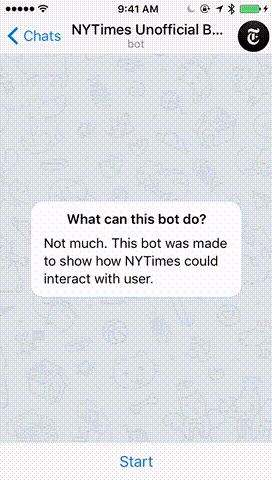 9:41 AM
Chats
NYTimes Unofficial B...
bot
What can this bot do?
Not much. This bot was made
to show how NYTimes could
interact with user.
Start